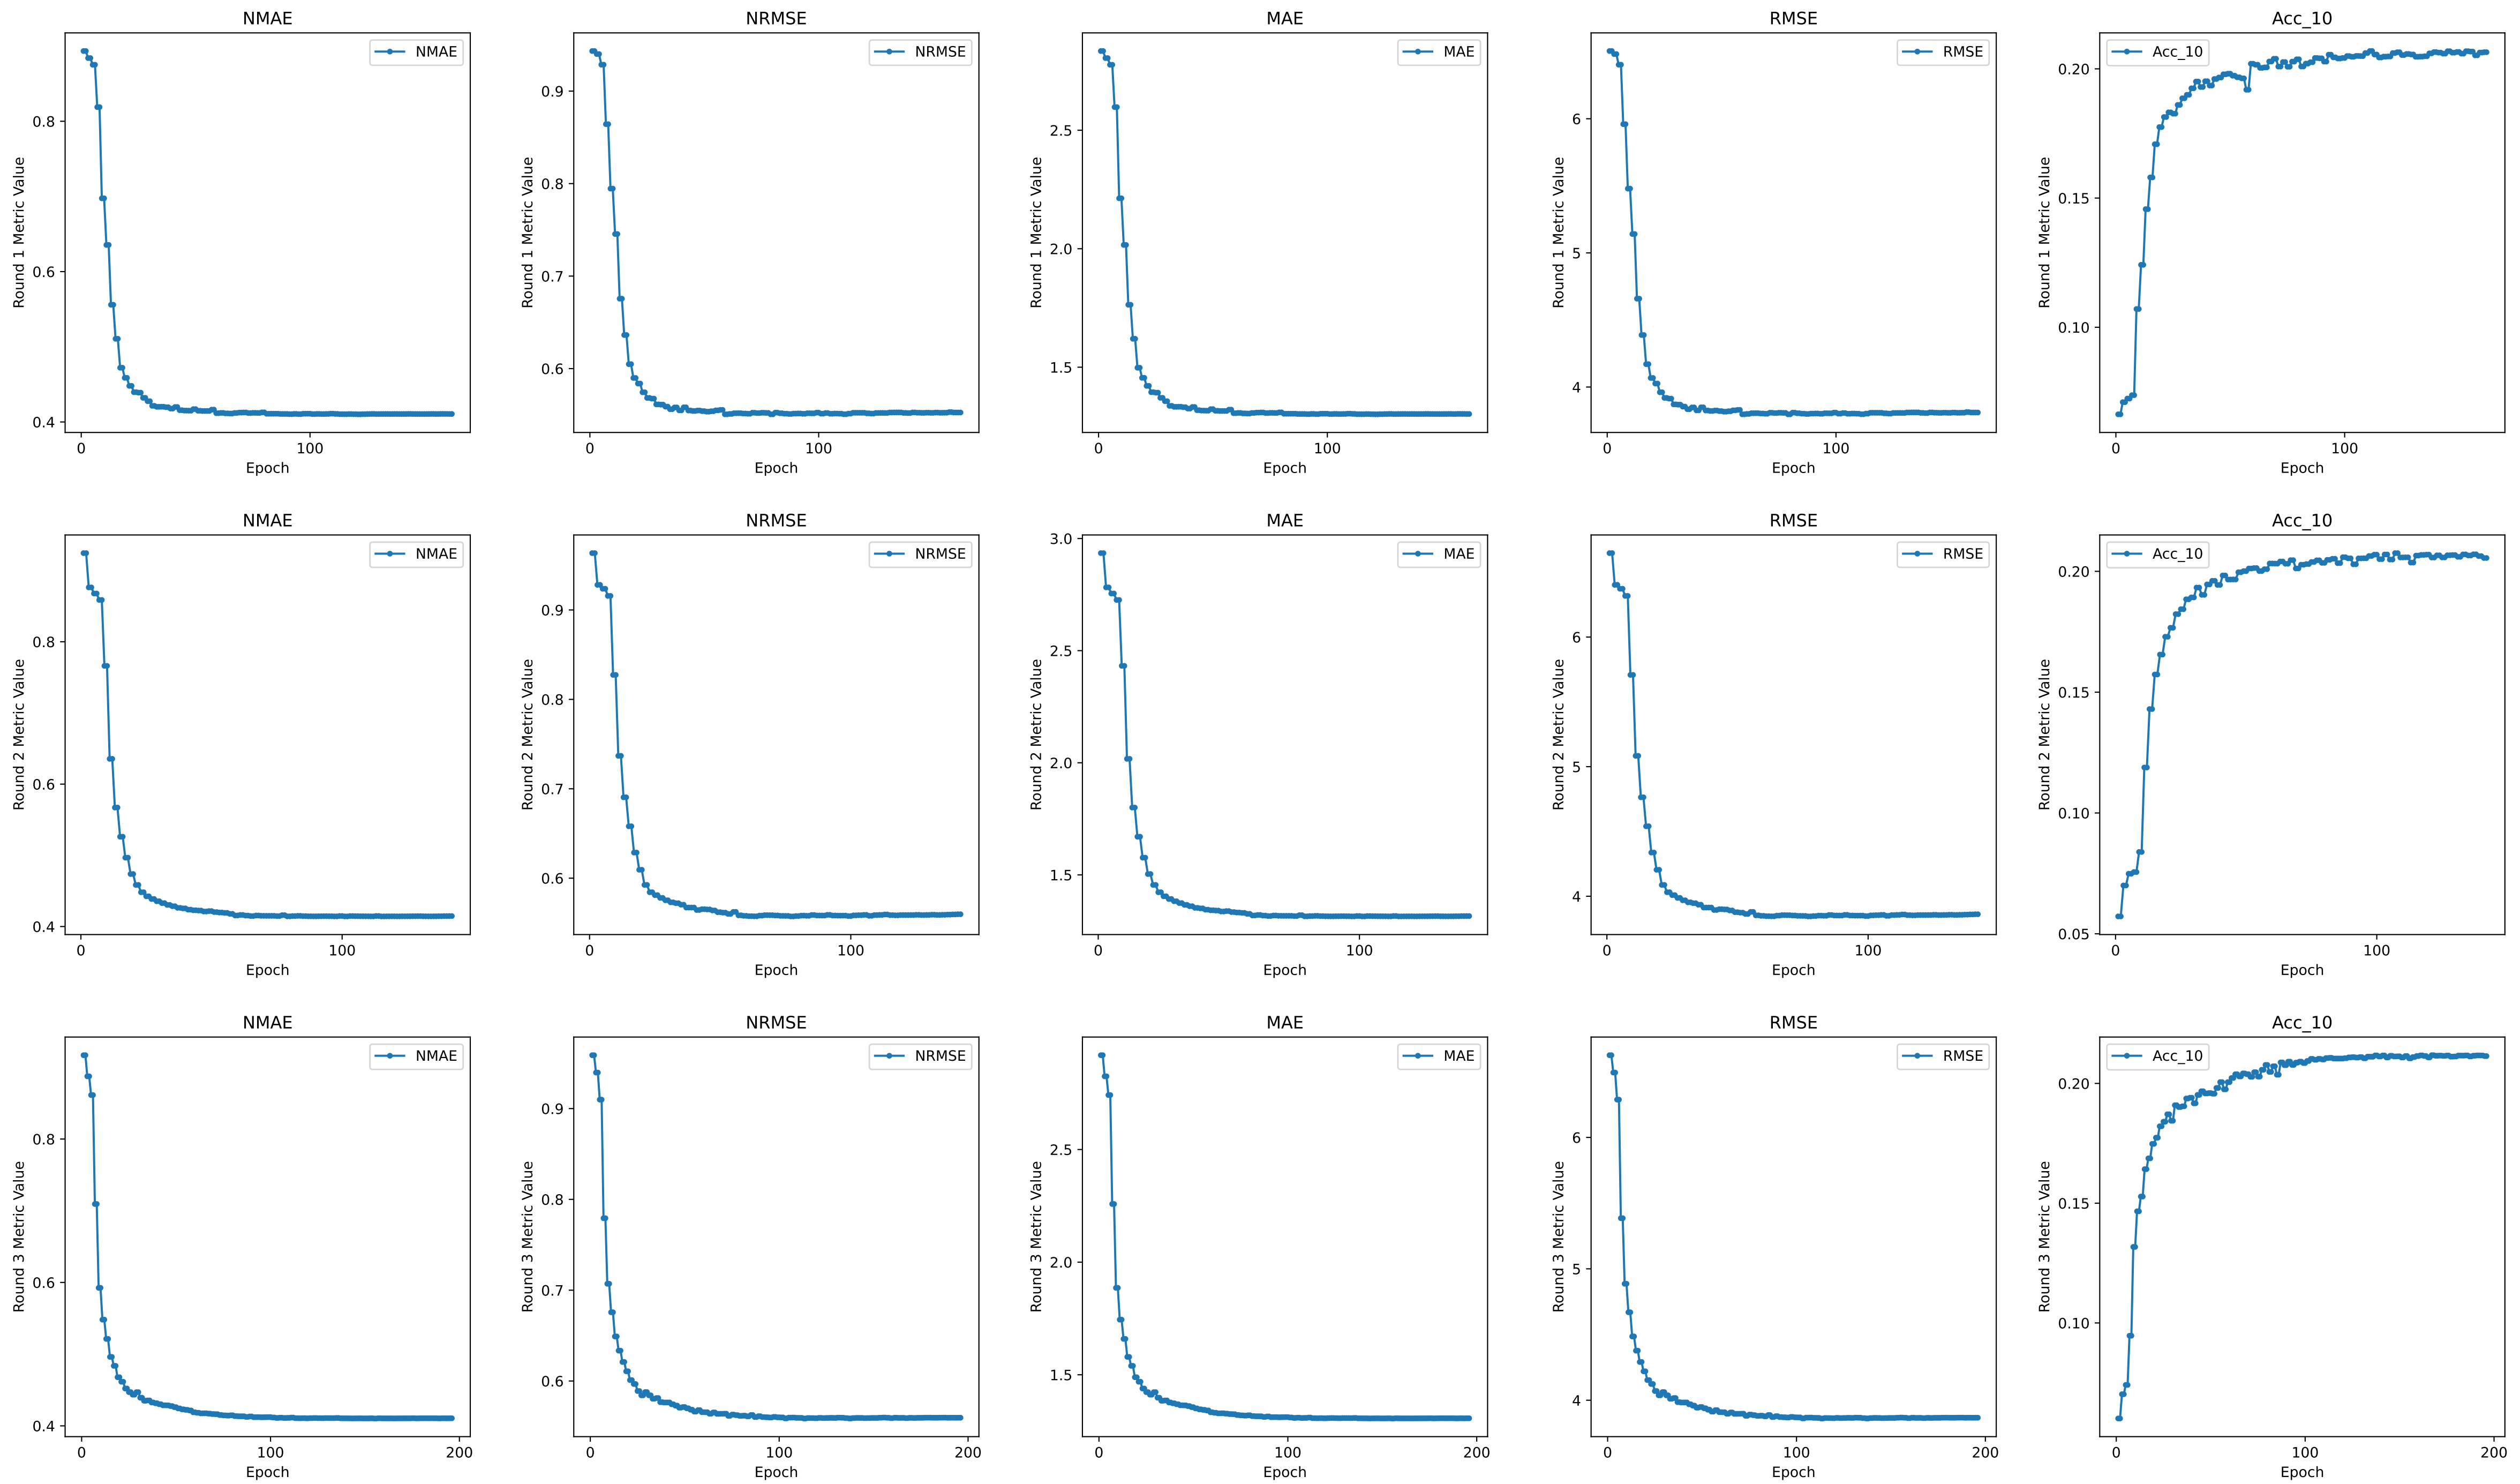 NMAE
NMAE
0.8
0.6
0.4
0
100
Round 1 Metric Value
Epoch
NRMSE
NRMSE
0.9
0.8
0.7
0.6
0
100
Round 1 Metric Value
Epoch
MAE
MAE
2.5
2.0
1.5
0
100
Round 1 Metric Value
Epoch
RMSE
RMSE
6
5
4
0
100
Round 1 Metric Value
Epoch
Acc_10
Acc_10
0.20
0.15
0.10
0
100
Round 1 Metric Value
Epoch
NMAE
NMAE
0.8
0.6
0.4
0
100
Round 2 Metric Value
Epoch
NRMSE
NRMSE
0.9
0.8
0.7
0.6
0
100
Round 2 Metric Value
Epoch
MAE
MAE
3.0
2.5
2.0
1.5
0
100
Round 2 Metric Value
Epoch
RMSE
RMSE
6
5
4
0
100
Round 2 Metric Value
Epoch
Acc_10
Acc_10
0.20
0.15
0.10
0.05
0
100
Round 2 Metric Value
Epoch
NMAE
NMAE
0.8
0.6
0.4
0
100
200
Round 3 Metric Value
Epoch
NRMSE
NRMSE
0.9
0.8
0.7
0.6
0
100
200
Round 3 Metric Value
Epoch
MAE
MAE
2.5
2.0
1.5
0
100
200
Round 3 Metric Value
Epoch
RMSE
RMSE
6
5
4
0
100
200
Round 3 Metric Value
Epoch
Acc_10
Acc_10
0.20
0.15
0.10
0
100
200
Round 3 Metric Value
Epoch